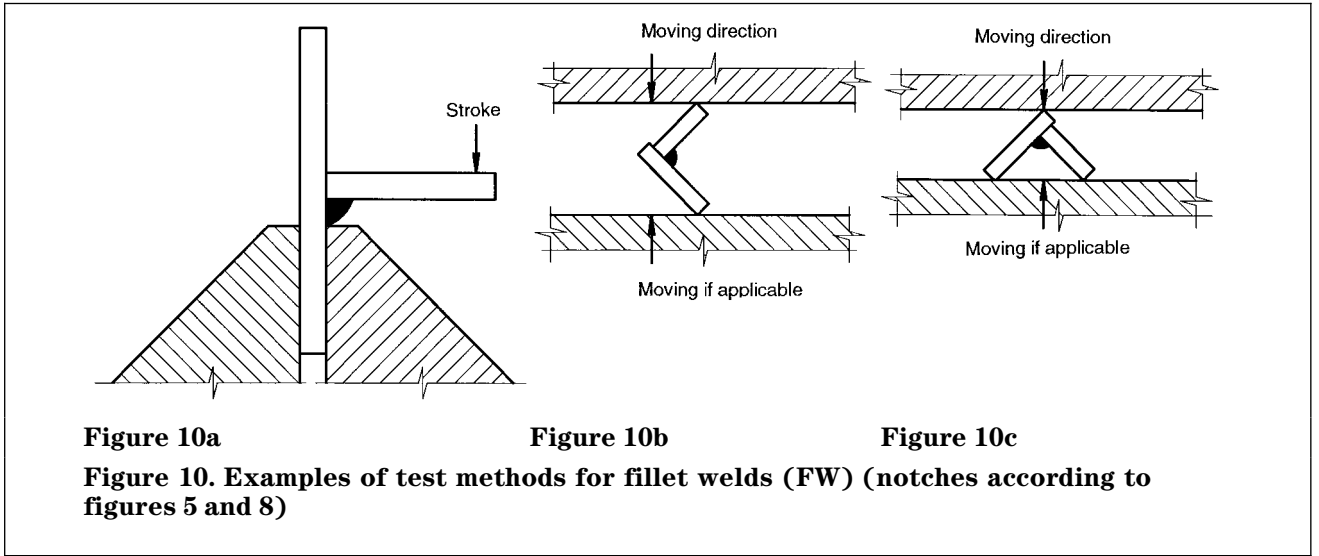 Moving direction
Moving direction
Stroke
Moving if applicable
Moving if applicable
Figure 10a
Figure 10b
Figure 10c
Figure 10. Examples of test methods for fillet welds (FW) (notches according to
figures 5 and 8)